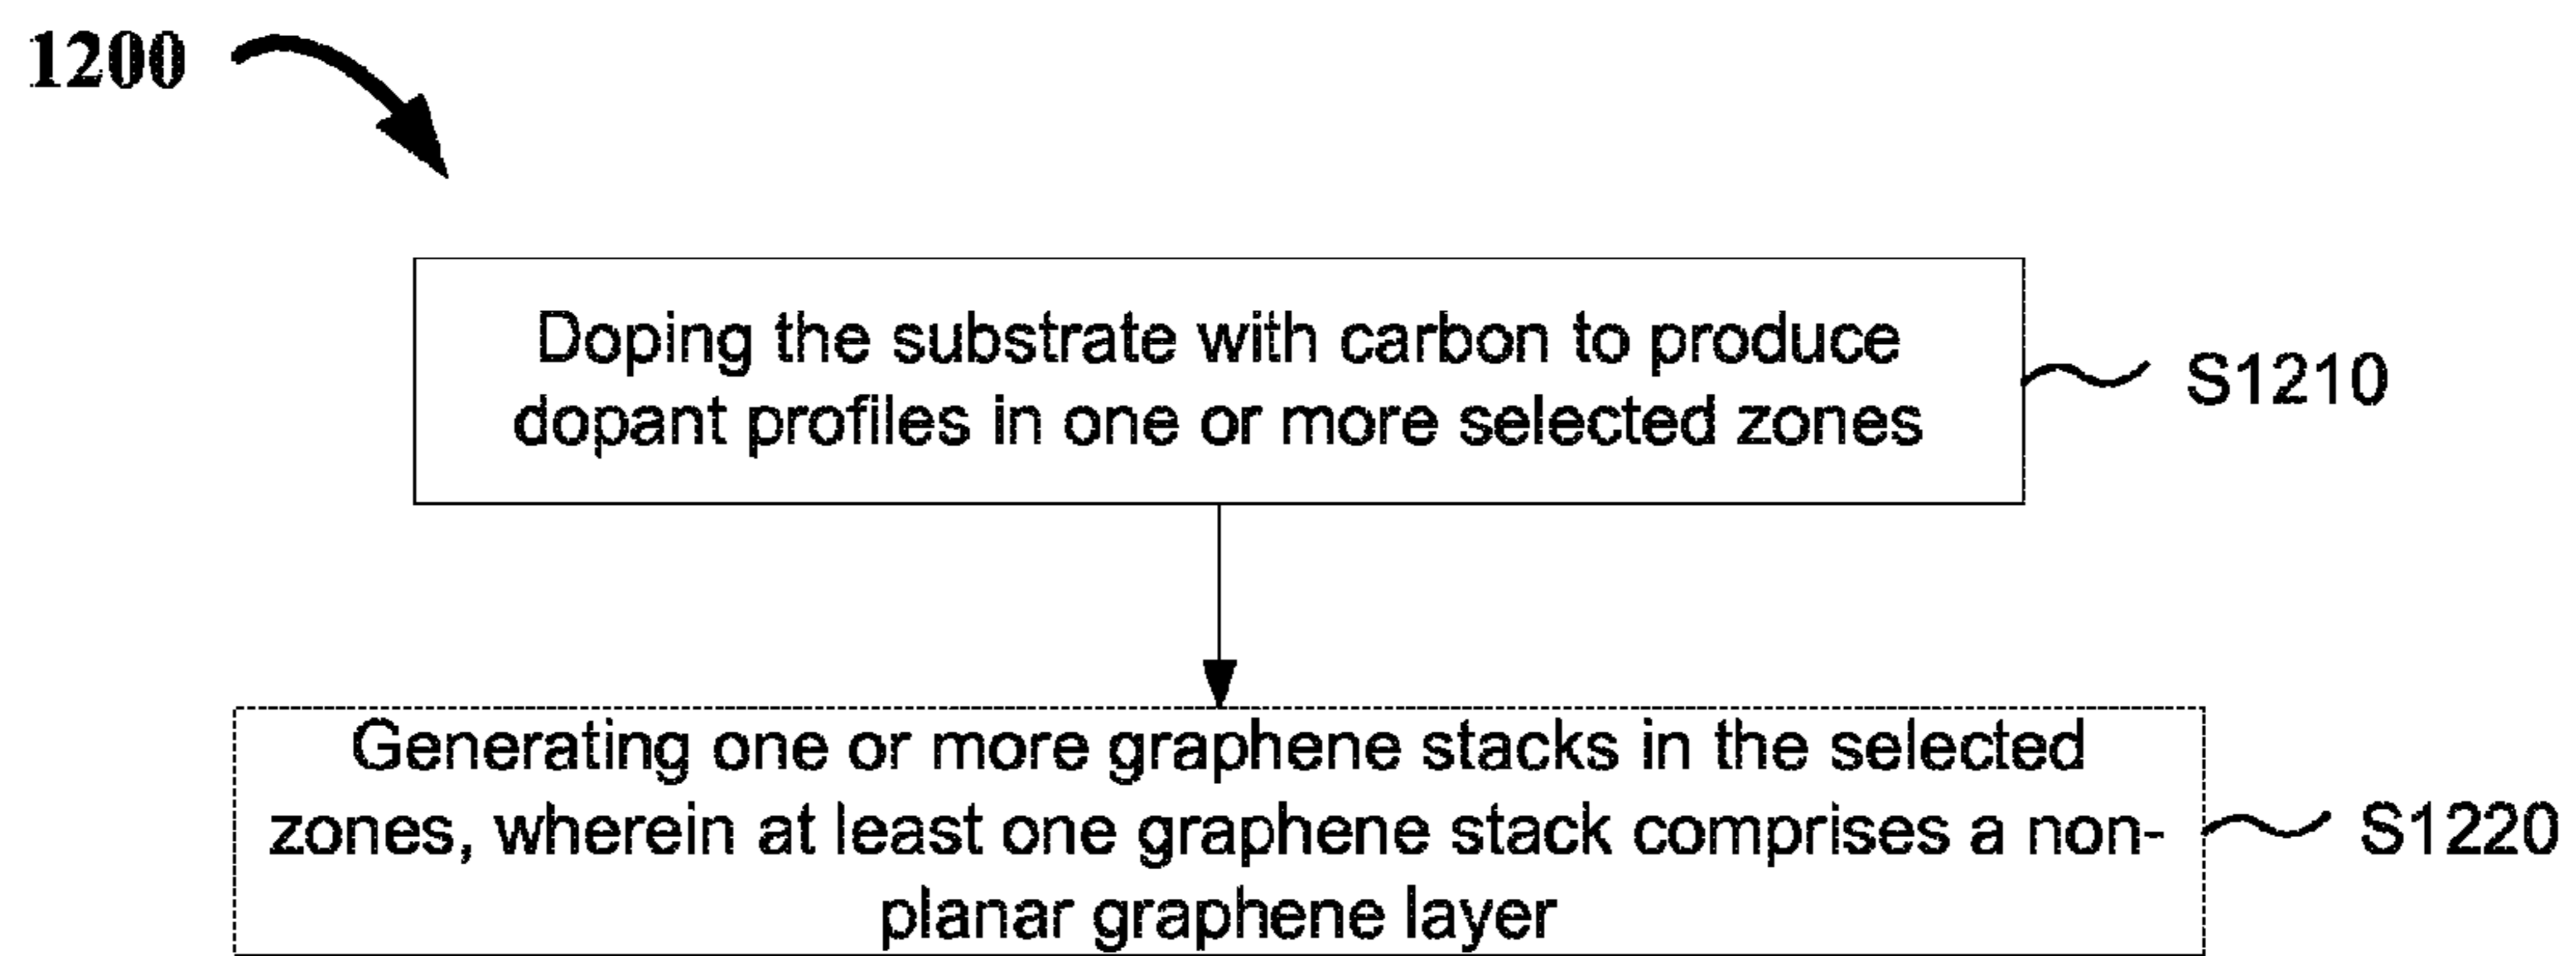 1200
Doping the substrate with carbon to produce
dopant profiles in one or more selected zones
S1210
Generating one or more graphene stacks in the selected
zones, wherein at least one graphene stack comprises a non-
planar graphene layer
S1220